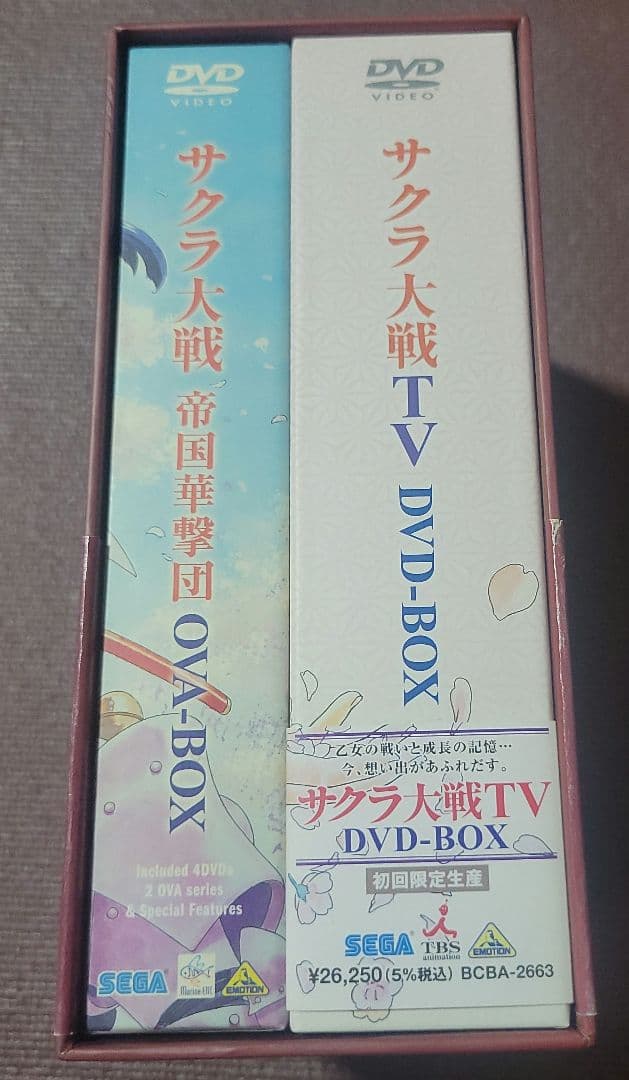 DVD
VIDEO
サクラ大戦
帝国華撃団
OVA-BOX
Included 4DVDs
2 OVA series
& Special Features
SEGA
EMOTION
DVD
VIDEO
サクラ大戦
TV
DVD-BOX
乙女の戦いと成長の記憶…
今、想い出があふれだす。
サクラ大戦TV
DVD-BOX
初回限定生産
SEGA
TBS
animation
EMOTION
¥26,250(5%税込) BCBA-2663